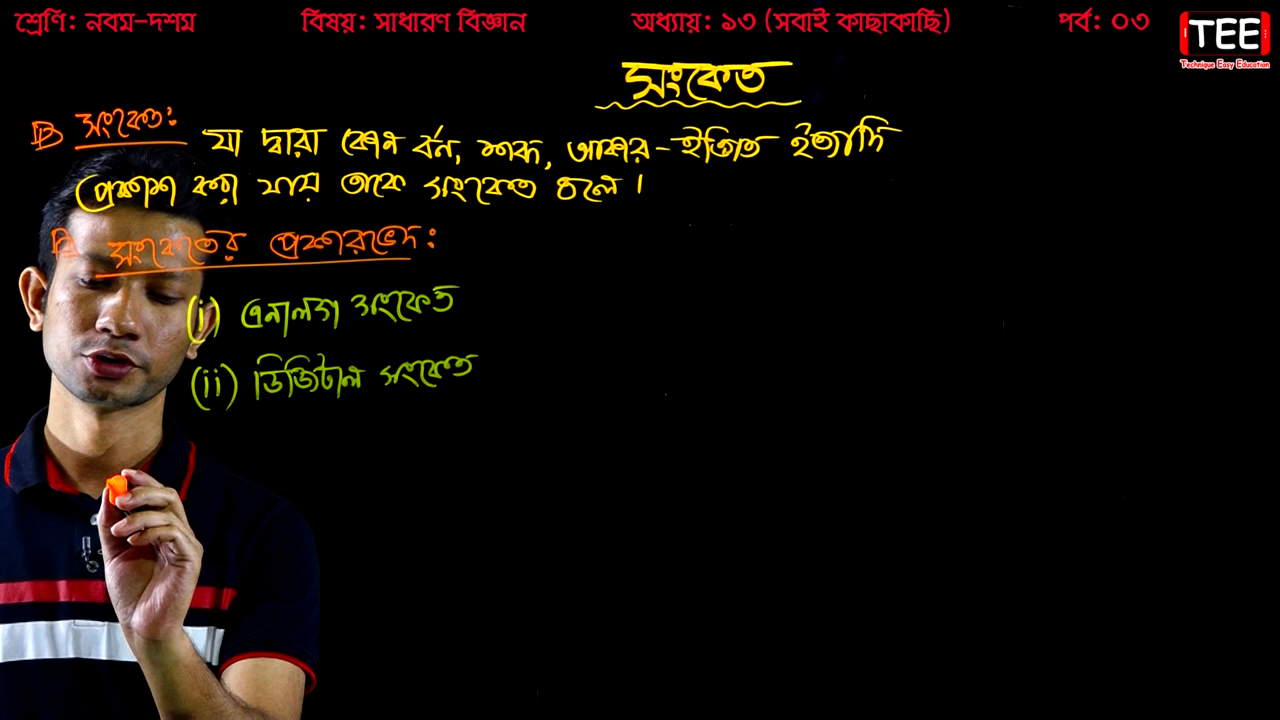 শ্রেণি: নবম-দশম বিষয়: সাধারণ বিজ্ঞান অধ্যায়: ১৩ (সবাই কাছাকাছি) পর্ব: ০৩
TEE
Technique Easy Education
সংকেত
সংকেত:
যা দ্বারা কোন বর্ন, শব্দ, আকার-ইঙ্গিত ইত্যাদি
প্রকাশ করা যায় তাকে সংকেত বলে।
সংকেতের প্রকারভেদ:
(i) এনালগ সংকেত
(ii) ডিজিটাল সংকেত